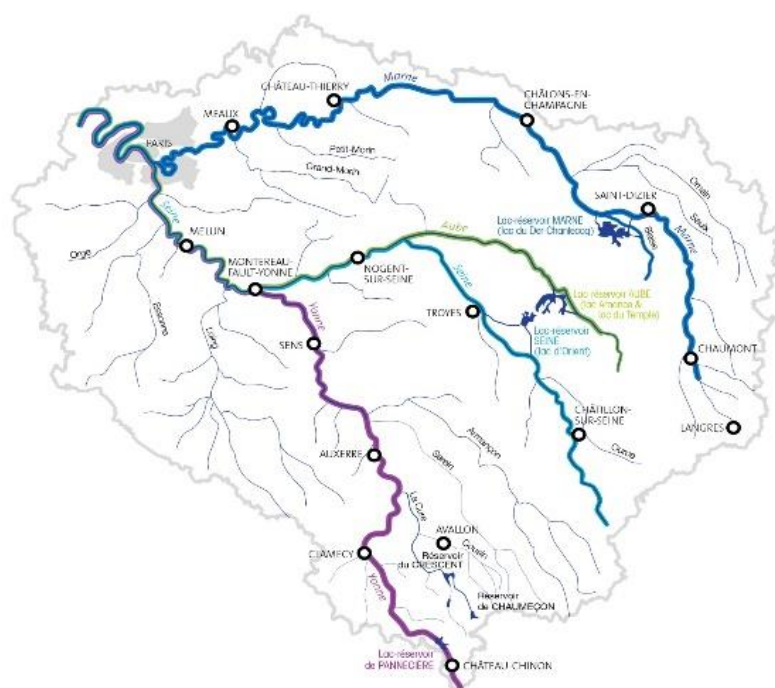 CHÂTEAU-THIERRY
Marne
CHÂLONS-EN-
CHAMPAGNE
MEAUX
PARIS
Petit-Morin
Grand-Morin
Ornain
Saulx
SAINT-DIZIER
Lac-réservoir MARNE
(lac du Der-Chantecoq)
Blaise
Marne
Seine
Orge
MELUN
Aube
MONTEREAU-
FAULT-YONNE
NOGENT-
SUR-SEINE
Seine
Lac réservoir AUBE
(lac Amance &
lac du Temple)
TROYES
Lac-réservoir
SEINE
(lac d'Orient)
Essonne
Loing
Yonne
SENS
CHAUMONT
CHÂTILLON-
SUR-SEINE
LANGRES
Ource
AUXERRE
Armançon
Serein
La Cure
AVALLON
Cousin
CLAMECY
Réservoir
du CRESCENT
Yonne
Réservoir
de CHAUMEÇON
Lac-réservoir
de PANNECIÈRE
CHÂTEAU-CHINON